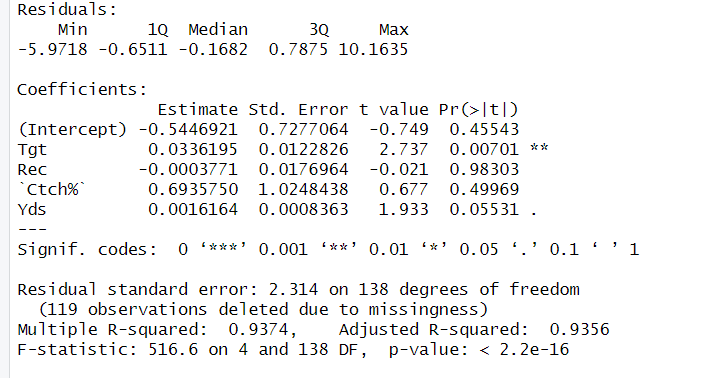 Residuals:
    Min      1Q  Median      3Q     Max
-5.9718 -0.6511 -0.1682  0.7875 10.1635

Coefficients:
              Estimate Std. Error t value Pr(>|t|)
(Intercept) -0.5446921  0.7277064  -0.749  0.45543
Tgt          0.0336195  0.0122826   2.737  0.00701 **
Rec         -0.0003771  0.0176964  -0.021  0.98303
`Ctch%`      0.6935750  1.0248438   0.677  0.49969
Yds          0.0016164  0.0008363   1.933  0.05531 .
---
Signif. codes:  0 ‘***’ 0.001 ‘**’ 0.01 ‘*’ 0.05 ‘.’ 0.1 ‘ ’ 1

Residual standard error: 2.314 on 138 degrees of freedom
  (119 observations deleted due to missingness)
Multiple R-squared:  0.9374,    Adjusted R-squared:  0.9356
F-statistic: 516.6 on 4 and 138 DF,  p-value: < 2.2e-16